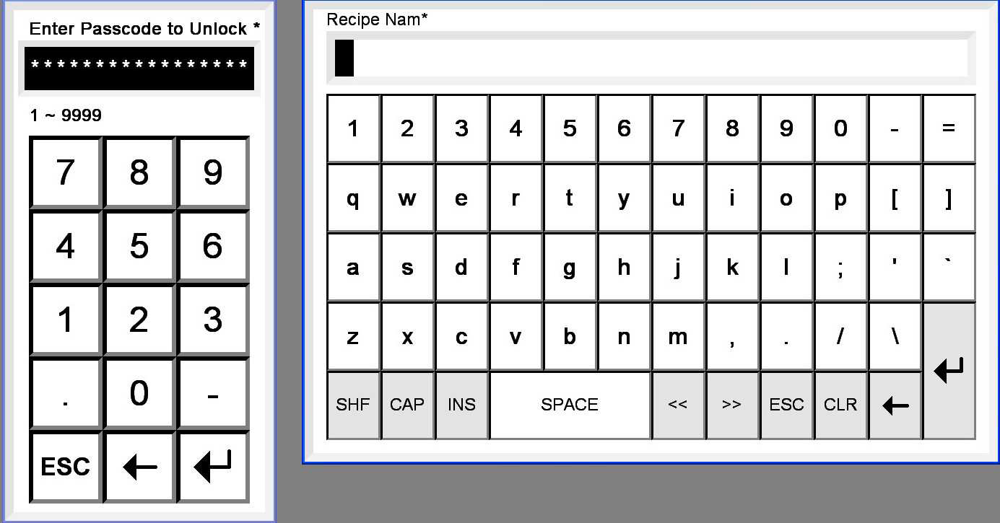 Enter Passcode to Unlock *
*****************
1 ~ 9999
7 8 9
4 5 6
1 2 3
. 0 -
ESC
Recipe Nam*
1 2 3 4 5 6 7 8 9 0 - =
q w e r t y u i o p [ ]
a s d f g h j k l ; ' `
z x c v b n m , . / \
SHF CAP INS SPACE << >> ESC CLR